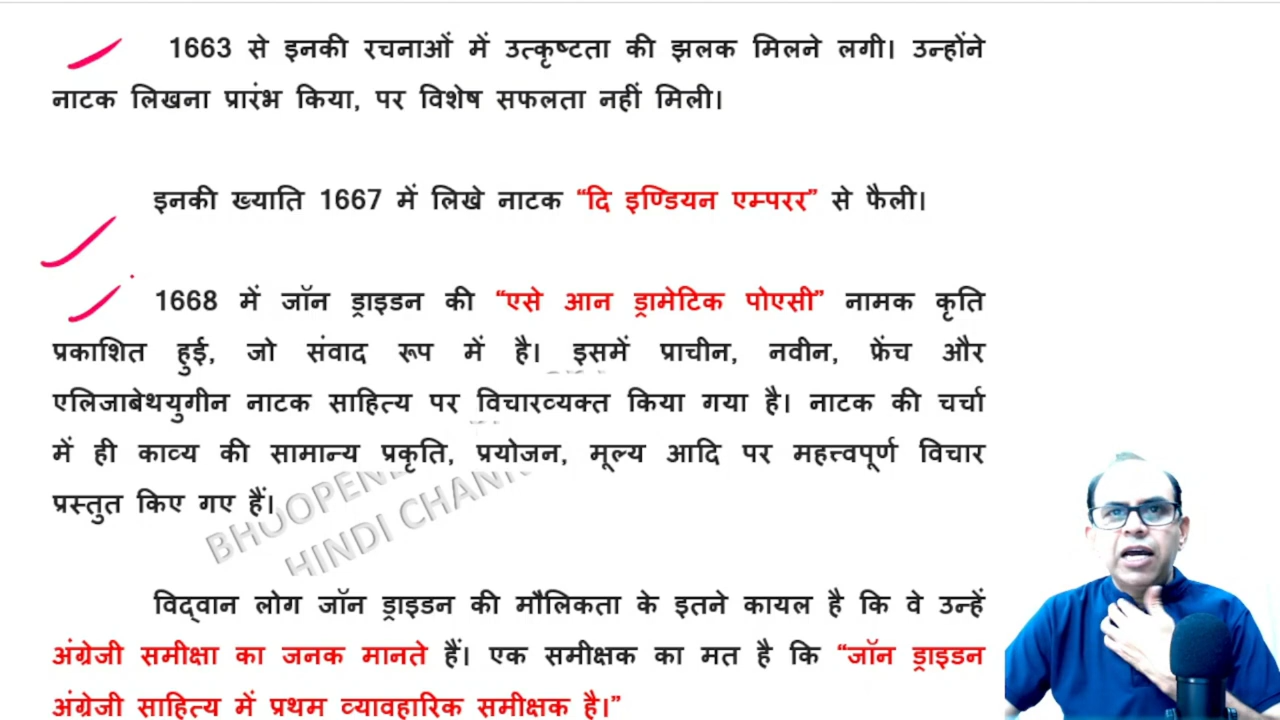 1663 से इनकी रचनाओं में उत्कृष्टता की झलक मिलने लगी। उन्होंने
नाटक लिखना प्रारंभ किया, पर विशेष सफलता नहीं मिली।
इनकी ख्याति 1667 में लिखे नाटक “दि इण्डियन एम्परर” से फैली।
1668 में जॉन ड्राइडन की “एसे आन ड्रामेटिक पोएसी” नामक कृति
प्रकाशित हुई, जो संवाद रूप में है। इसमें प्राचीन, नवीन, फ्रेंच और
एलिजाबेथयुगीन नाटक साहित्य पर विचारव्यक्त किया गया है। नाटक की चर्चा
में ही काव्य की सामान्य प्रकृति, प्रयोजन, मूल्य आदि पर महत्त्वपूर्ण विचार
प्रस्तुत किए गए हैं।
HINDI
विद्वान लोग जॉन ड्राइडन की मौलिकता के इतने कायल है कि वे उन्हें
अंग्रेजी समीक्षा का जनक मानते हैं। एक समीक्षक का मत है कि “जॉन ड्राइडन
अंग्रेजी साहित्य में प्रथम व्यावहारिक समीक्षक है।”